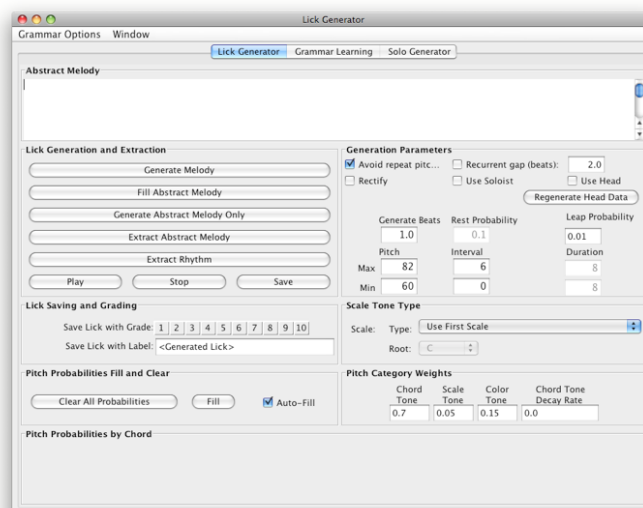 Lick Generator
Grammar Options Window
Lick Generator Grammar Learning Solo Generator
Abstract Melody
Lick Generation and Extraction
Generate Melody
Fill Abstract Melody
Generate Abstract Melody Only
Extract Abstract Melody
Extract Rhythm
Play Stop Save
Generation Parameters
Avoid repeat pitc... Recurrent gap (beats): 2.0
Rectify Use Soloist Use Head
Regenerate Head Data
Generate Beats Rest Probability Leap Probability
1.0 0.1 0.01
Pitch Interval Duration
Max 82 6 8
Min 60 0 8
Lick Saving and Grading
Save Lick with Grade: 1 2 3 4 5 6 7 8 9 10
Save Lick with Label: <Generated Lick>
Scale Tone Type
Scale: Type: Use First Scale
Root: C
Pitch Probabilities Fill and Clear
Clear All Probabilities Fill Auto-Fill
Pitch Category Weights
Chord Scale Color Chord Tone
Tone Tone Tone Decay Rate
0.7 0.05 0.15 0.0
Pitch Probabilities by Chord